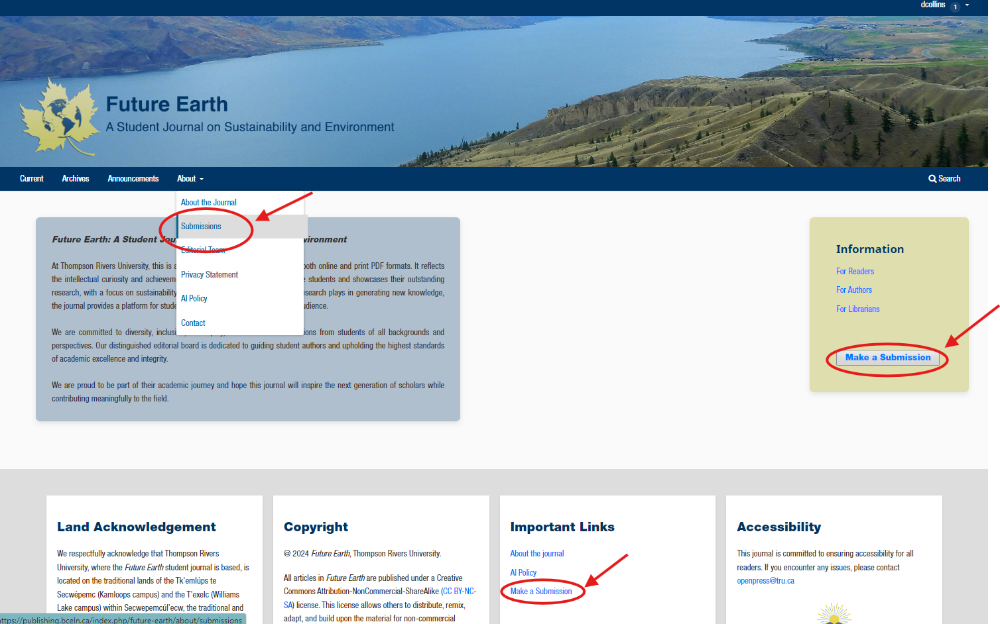 dcollins 1
Future Earth
A Student Journal on Sustainability and Environment
Current Archives Announcements About Search
About the Journal
Submissions
Editorial Team
Privacy Statement
AI Policy
Contact
Future Earth: A Student Jou vironment
At Thompson Rivers University, this is a oth online and print PDF formats. It reflects
the intellectual curiosity and achievem students and showcases their outstanding
research, with a focus on sustainability esearch plays in generating new knowledge,
the journal provides a platform for stude udience.
We are committed to diversity, inclusi ions from students of all backgrounds and
perspectives. Our distinguished editorial board is dedicated to guiding student authors and upholding the highest standards
of academic excellence and integrity.
We are proud to be part of their academic journey and hope this journal will inspire the next generation of scholars while
contributing meaningfully to the field.
Information
For Readers
For Authors
For Librarians
Make a Submission
Land Acknowledgement
We respectfully acknowledge that Thompson Rivers
University, where the Future Earth student journal is based, is
located on the traditional lands of the Tk'emlúps te
Secwépemc (Kamloops campus) and the T'exelc (Williams
Lake campus) within Secwepemcúl'ecw, the traditional and
Copyright
@ 2024 Future Earth, Thompson Rivers University.
All articles in Future Earth are published under a Creative
Commons Attribution-NonCommercial-ShareAlike (CC BY-NC-
SA) license. This license allows others to distribute, remix,
adapt, and build upon the material for non-commercial
Important Links
About the journal
AI Policy
Make a Submission
Accessibility
This journal is committed to ensuring accessibility for all
readers. If you encounter any issues, please contact
openpress@tru.ca
ttps://publishing.bceln.ca/index.php/future-earth/about/submissions